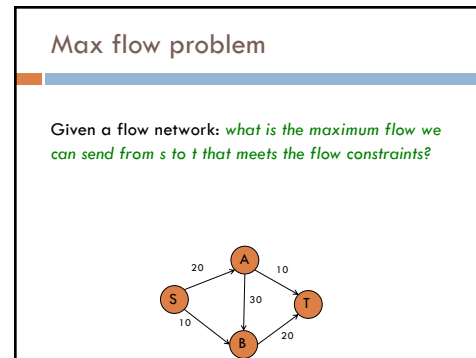 Max flow problem
Given a flow network: what is the maximum flow we
can send from s to t that meets the flow constraints?
A
20
10
S
30
T
10
20
B